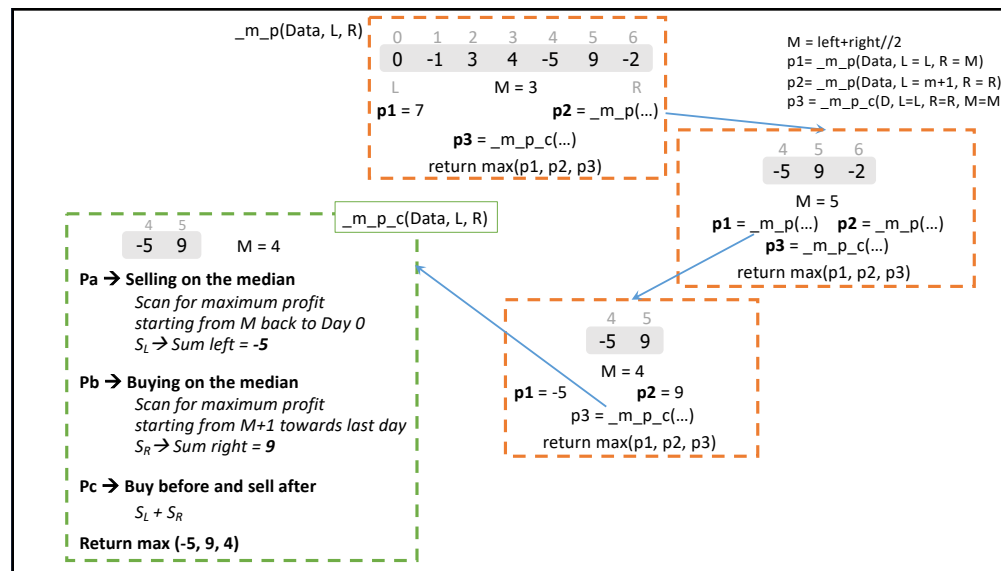 _m_p(Data, L, R)
0 1 2 3 4 5 6
0 -1 3 4 -5 9 -2
L M = 3 R
p1 = 7 p2 = _m_p(...)
p3 = _m_p_c(...)
return max(p1, p2, p3)
M = left+right//2
p1= _m_p(Data, L = L, R = M)
p2= _m_p(Data, L = m+1, R = R)
p3 = _m_p_c(D, L=L, R=R, M=M
4 5 6
-5 9 -2
M = 5
p1 = _m_p(...) p2 = _m_p(...)
p3 = _m_p_c(...)
return max(p1, p2, p3)
4 5
-5 9
M = 4
p1 = -5 p2 = 9
p3 = _m_p_c(...)
return max(p1, p2, p3)
_m_p_c(Data, L, R)
4 5
-5 9 M = 4
Pa → Selling on the median
Scan for maximum profit
starting from M back to Day 0
SL → Sum left = -5
Pb → Buying on the median
Scan for maximum profit
starting from M+1 towards last day
SR → Sum right = 9
Pc → Buy before and sell after
SL + SR
Return max (-5, 9, 4)